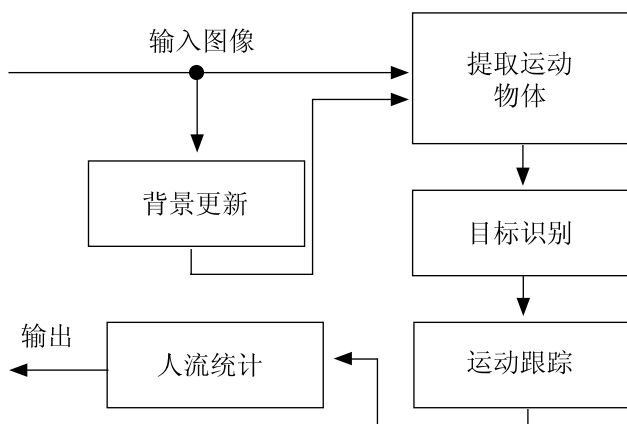 输入图像
提取运动
物体
背景更新
目标识别
输出
人流统计
运动跟踪